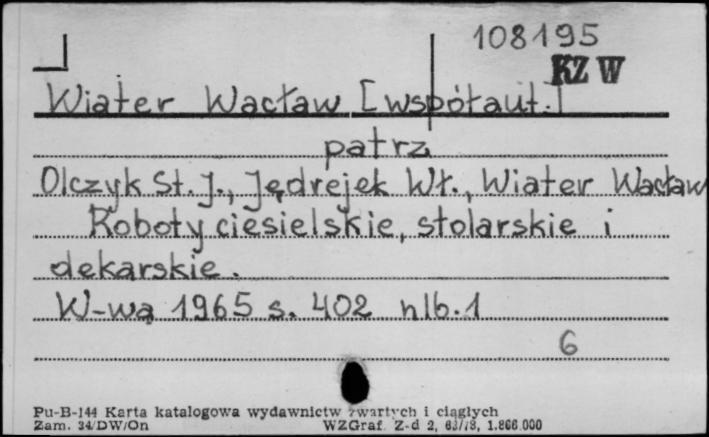 108195
KZ W
Wiater Wacław [współaut.]
patrz
Olczyk St. J., Jędrejek Wł., Wiater Wacław
Roboty ciesielskie, stolarskie i
dekarskie.
W-wa 1965 s. 402 nlb. 1
6
Pu-B-144 Karta katalogowa wydawnictw zwartych i ciągłych
Zam. 34/DW/On WZGraf. Z-d 2, 63/78, 1.866.000